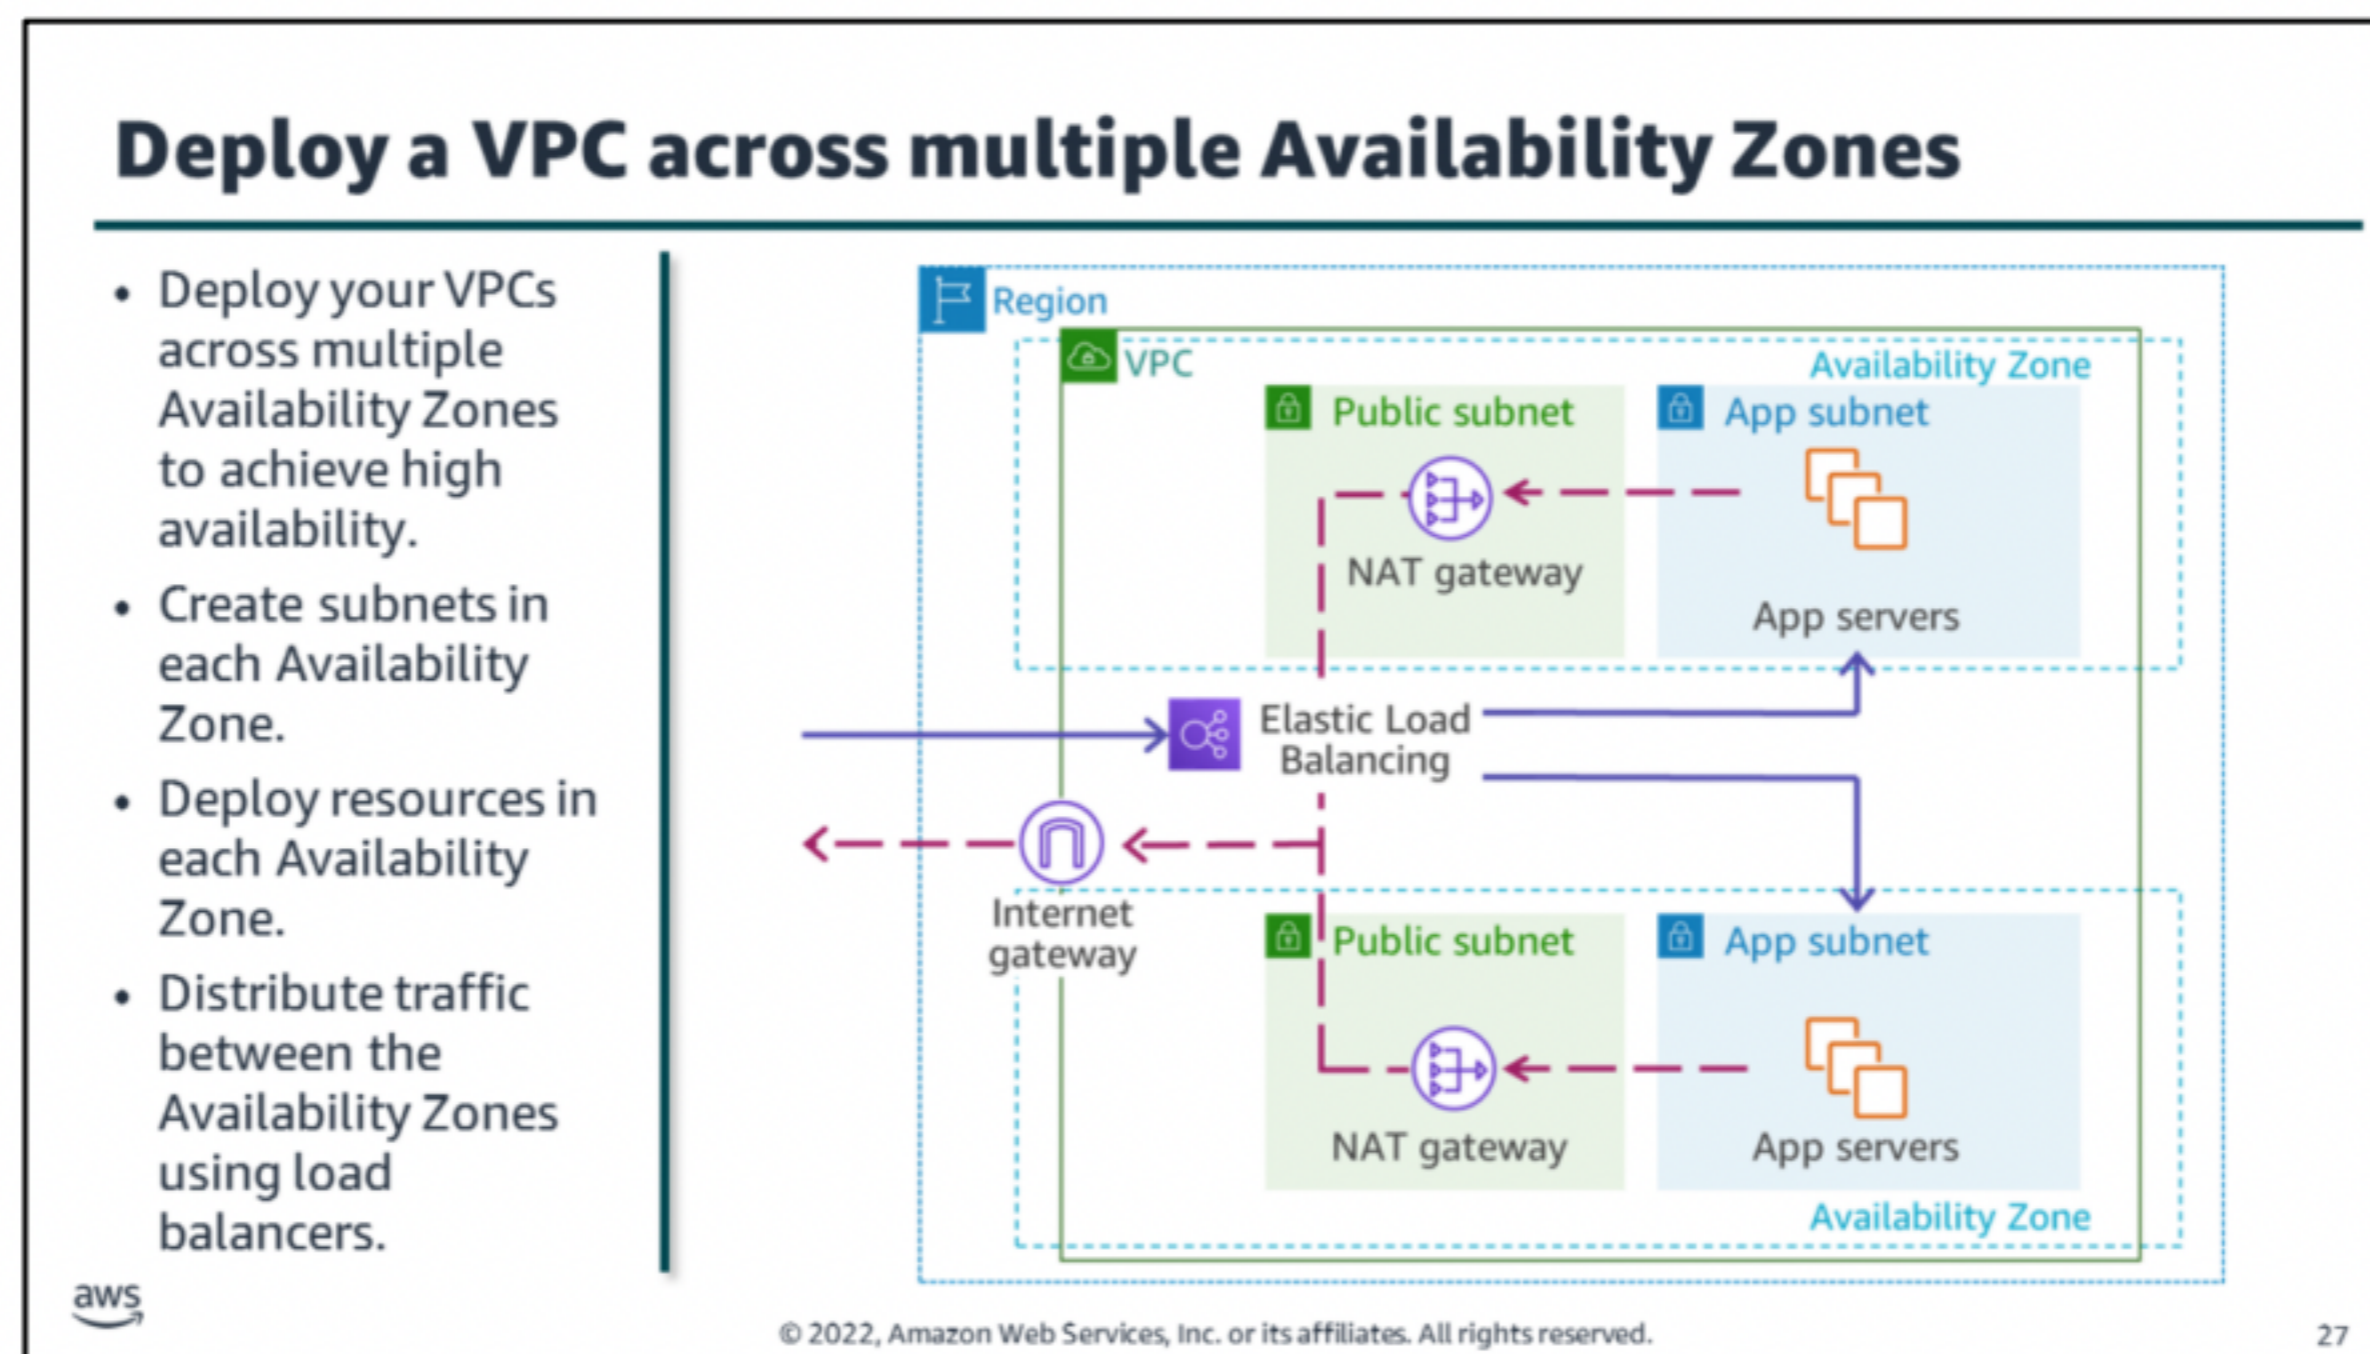 Deploy a VPC across multiple Availability Zones
• Deploy your VPCs
across multiple
Availability Zones
to achieve high
availability.
• Create subnets in
each Availability
Zone.
• Deploy resources in
each Availability
Zone.
• Distribute traffic
between the
Availability Zones
using load
balancers.
Region
VPC
Availability Zone
Public subnet
App subnet
NAT gateway
App servers
Elastic Load
Balancing
Internet
gateway
Public subnet
App subnet
NAT gateway
App servers
Availability Zone
aws
© 2022, Amazon Web Services, Inc. or its affiliates. All rights reserved.
27